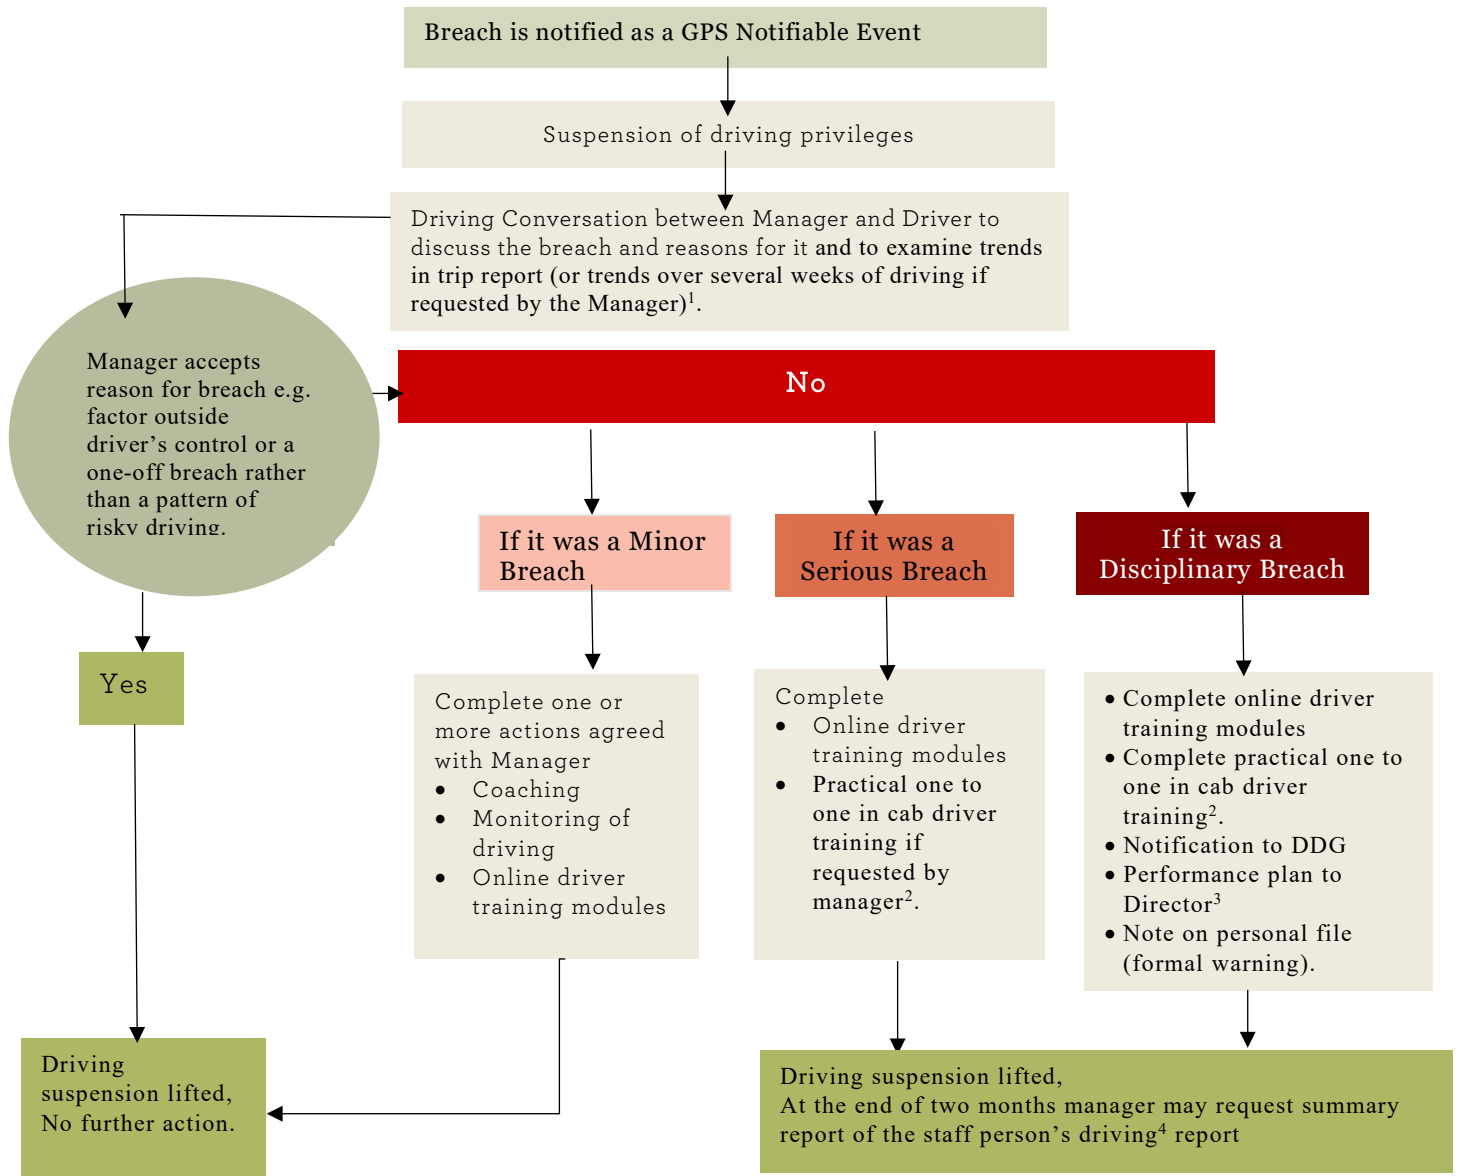 Breach is notified as a GPS Notifiable Event
Suspension of driving privileges
Driving Conversation between Manager and Driver to
discuss the breach and reasons for it and to examine trends
in trip report (or trends over several weeks of driving if
requested by the Manager)¹.
Manager accepts
reason for breach e.g.
factor outside
driver’s control or a
one-off breach rather
than a pattern of
risky driving.
No
Yes
If it was a Minor
Breach
If it was a
Serious Breach
If it was a
Disciplinary Breach
Complete one or
more actions agreed
with Manager
• Coaching
• Monitoring of
driving
• Online driver
training modules
Complete
• Online driver
training modules
• Practical one to
one in cab driver
training if
requested by
manager².
• Complete online driver
training modules
• Complete practical one to
one in cab driver
training².
• Notification to DDG
• Performance plan to
Director³
• Note on personal file
(formal warning).
Driving
suspension lifted,
No further action.
Driving suspension lifted,
At the end of two months manager may request summary
report of the staff person’s driving⁴ report